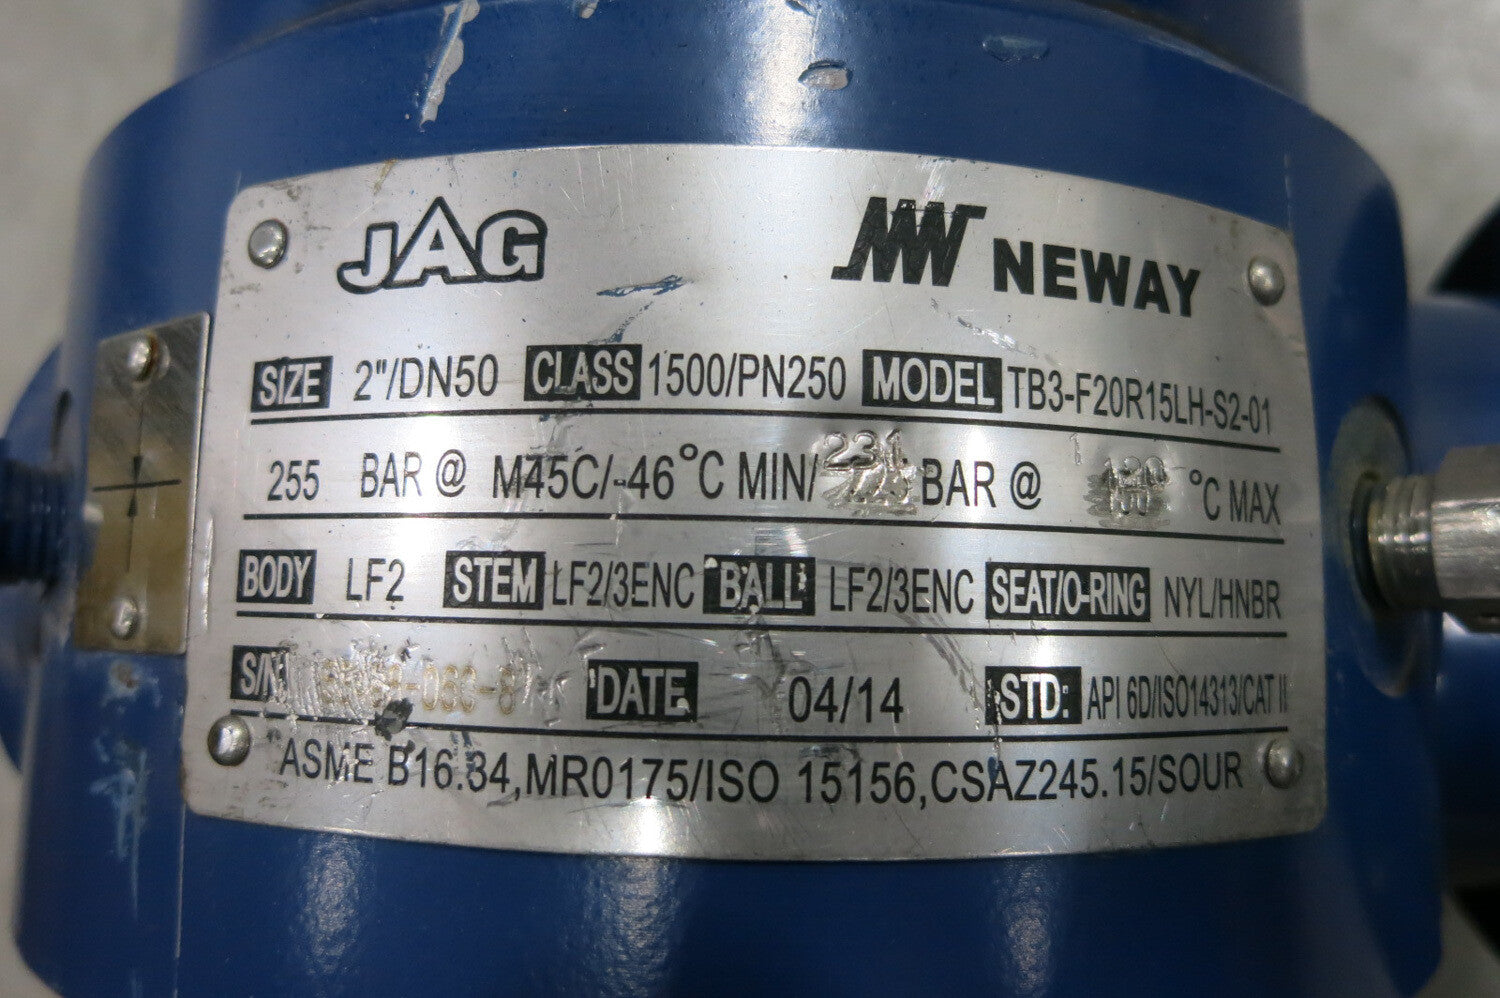 JAG NEWAY
SIZE 2"/DN50 CLASS 1500/PN250 MODEL TB3-F20R15LH-S2-01
255 BAR @ M45C/-46°C MIN/ BAR @ °C MAX
BODY LF2 STEM LF2/3ENC BALL LF2/3ENC SEAT/O-RING NYL/HNBR
S/N DATE 04/14 STD: API 6D/ISO14313/CAT II
ASME B16.34,MR0175/ISO 15156,CSAZ245.15/SOUR